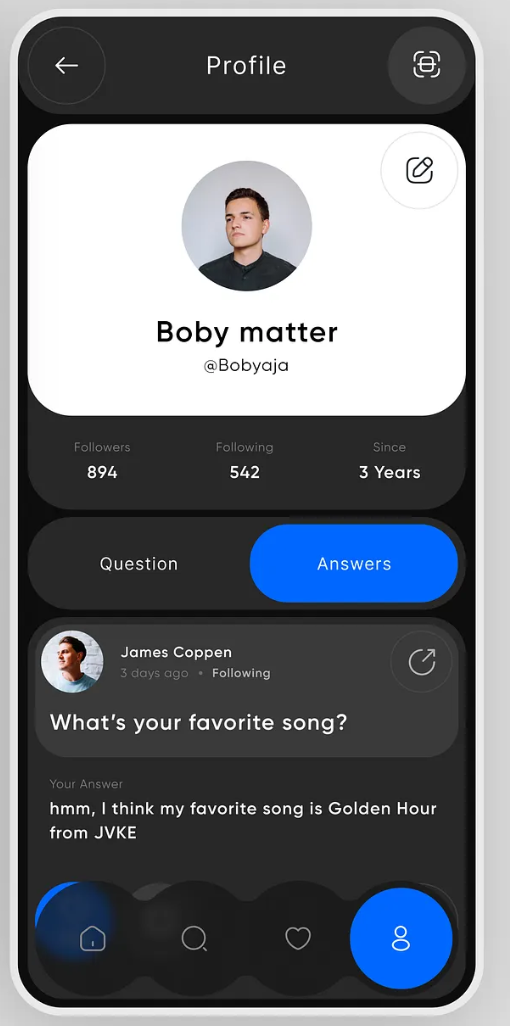 Profile
Boby matter
@Bobyaja
Followers Following Since
894 542 3 Years
Question Answers
James Coppen
3 days ago • Following
What's your favorite song?
Your Answer
hmm, I think my favorite song is Golden Hour
from JVKE